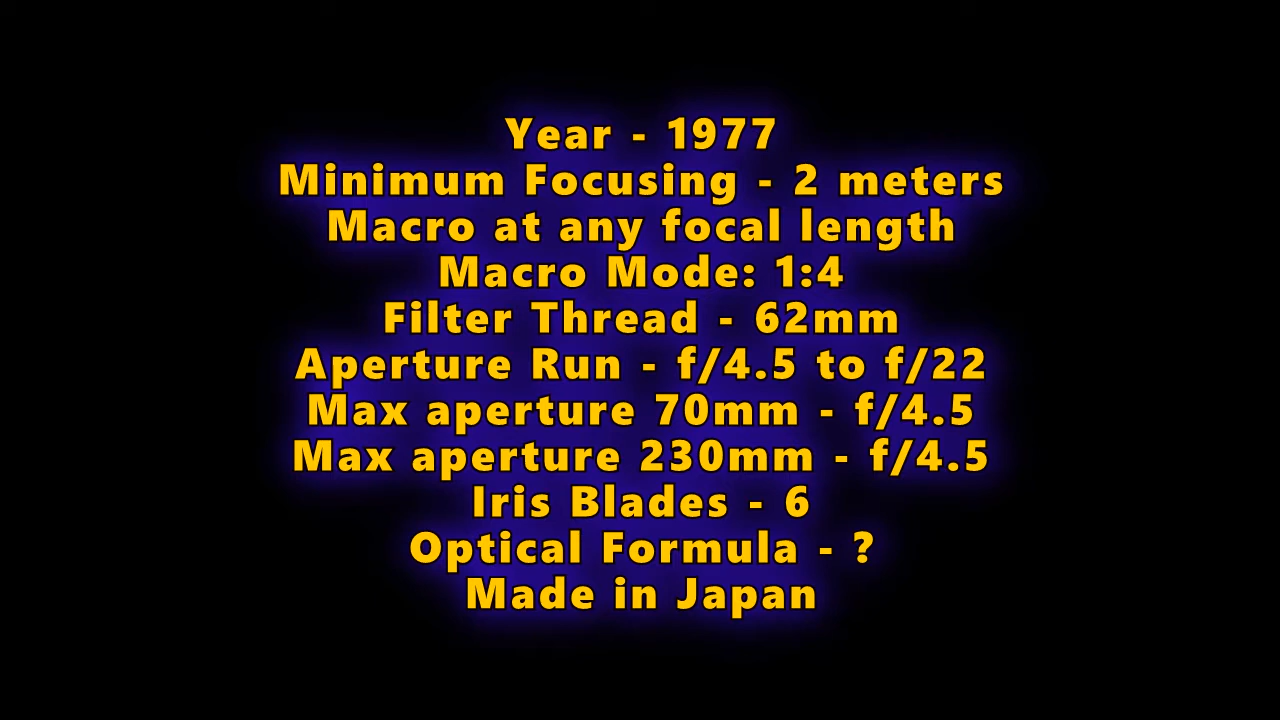 Year - 1977
Minimum Focusing - 2 meters
Macro at any focal length
Macro Mode: 1:4
Filter Thread - 62mm
Aperture Run - f/4.5 to f/22
Max aperture 70mm - f/4.5
Max aperture 230mm - f/4.5
Iris Blades - 6
Optical Formula - ?
Made in Japan